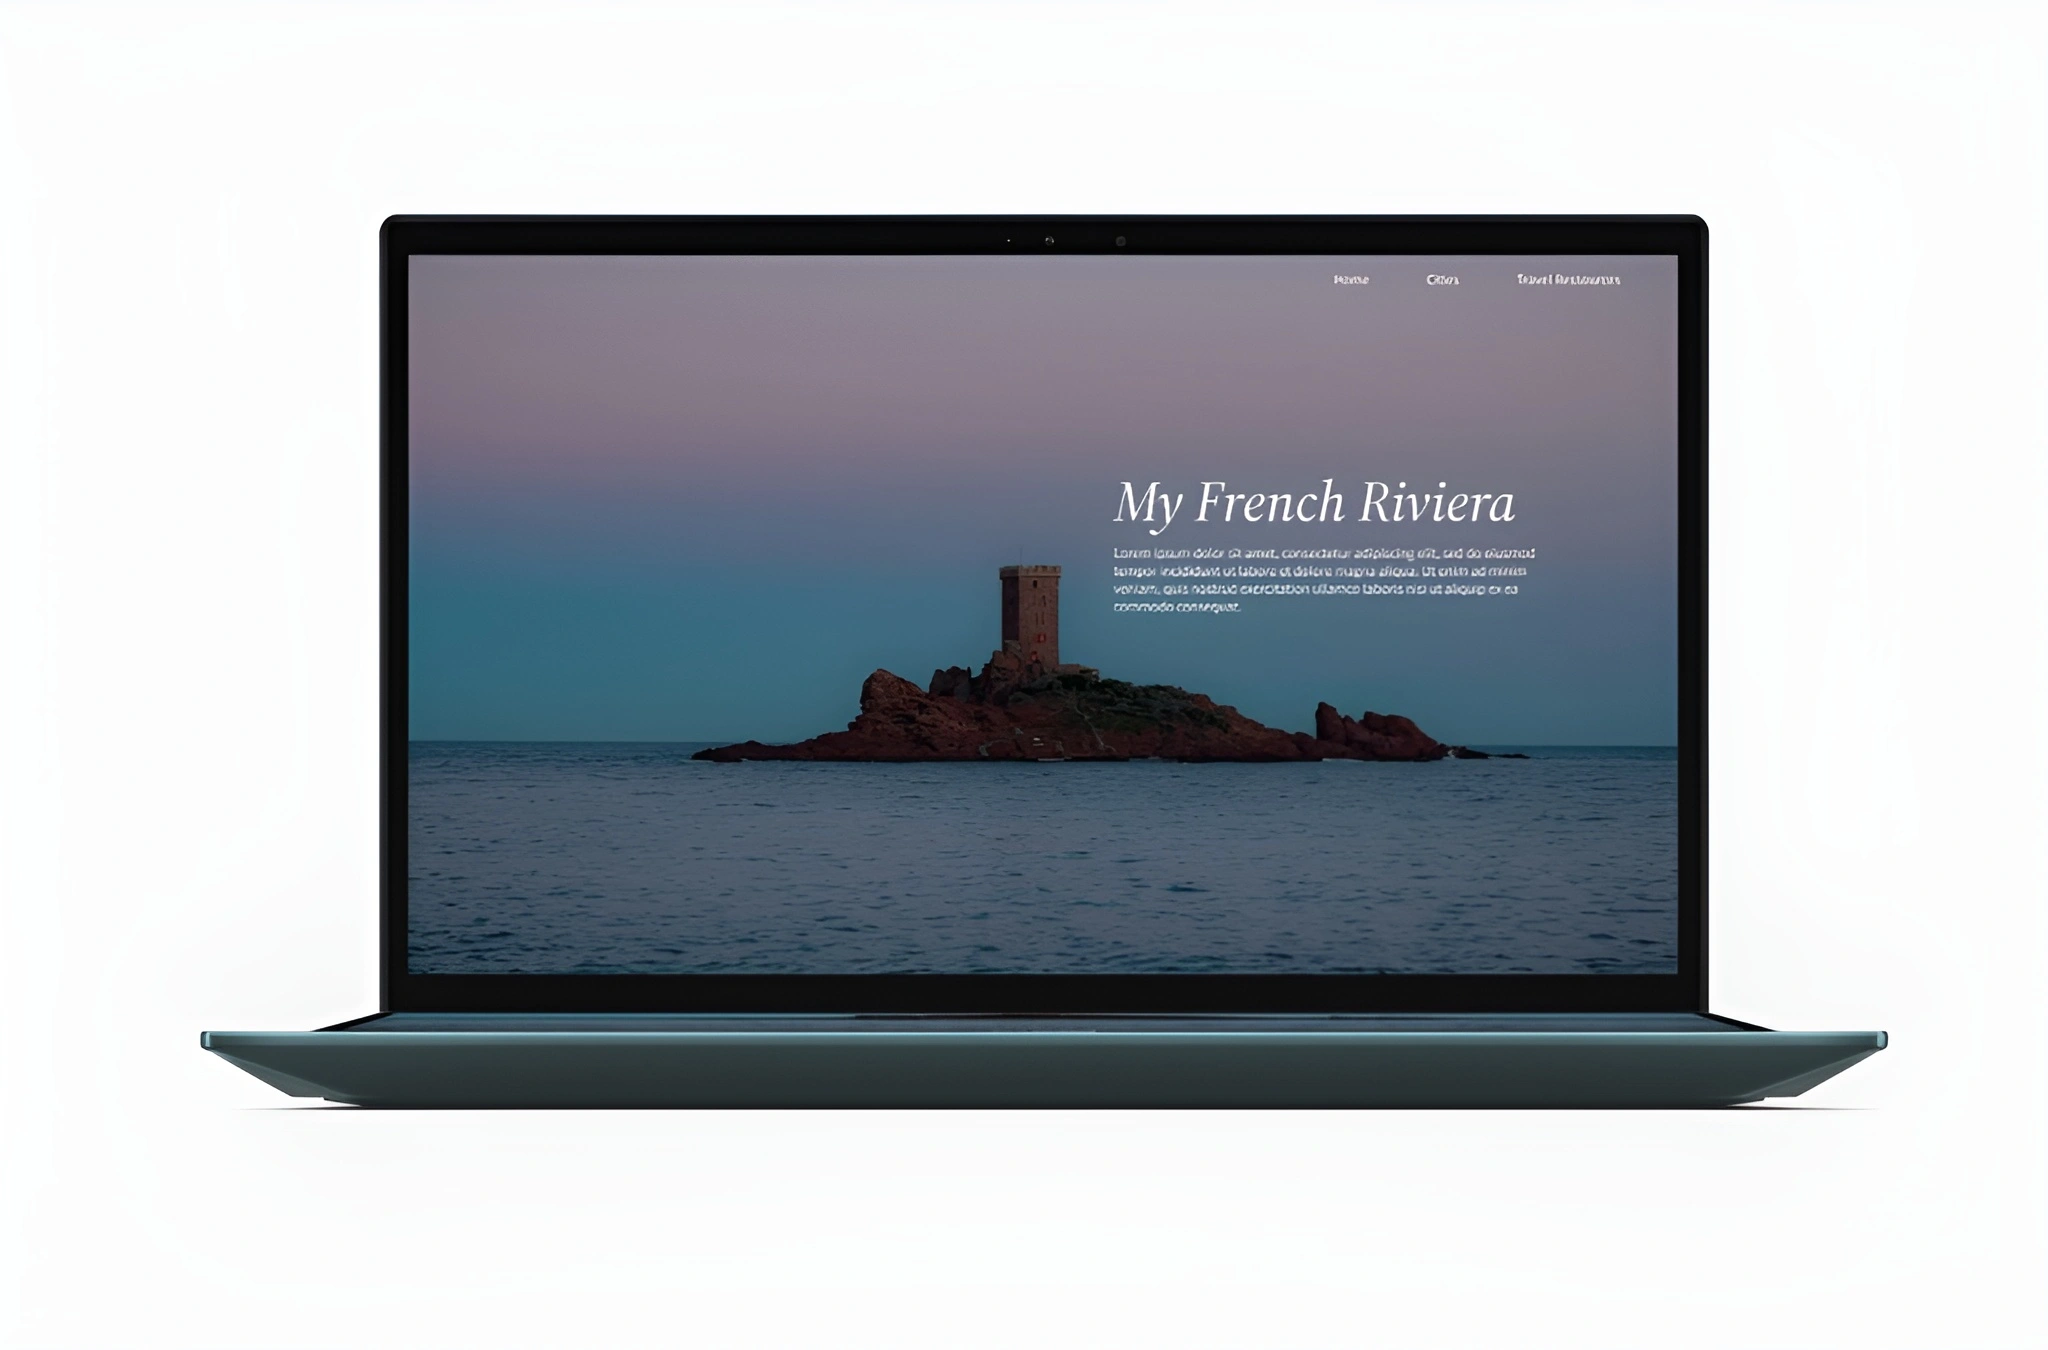 Home Cities Travel Resources
My French Riviera
Lorem ipsum dolor sit amet, consectetur adipiscing elit, sed do eiusmod
tempor incididunt ut labore et dolore magna aliqua. Ut enim ad minim
veniam, quis nostrud exercitation ullamco laboris nisi ut aliquip ex ea
commodo consequat.